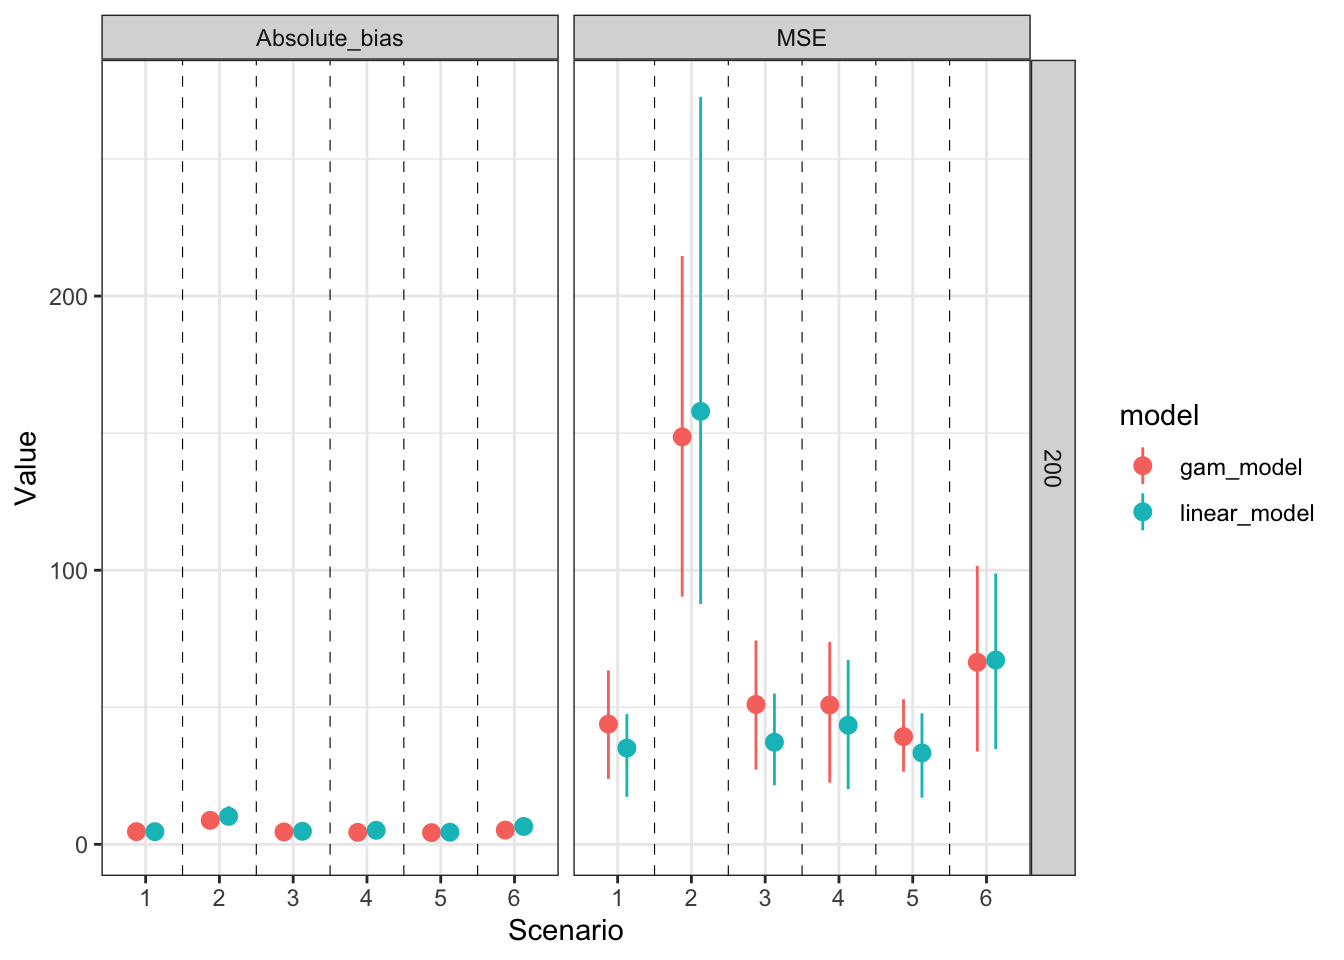 Absolute_bias
MSE
200
Value
200
100
0
1 2 3 4 5 6
1 2 3 4 5 6
Scenario
model
gam_model
linear_model